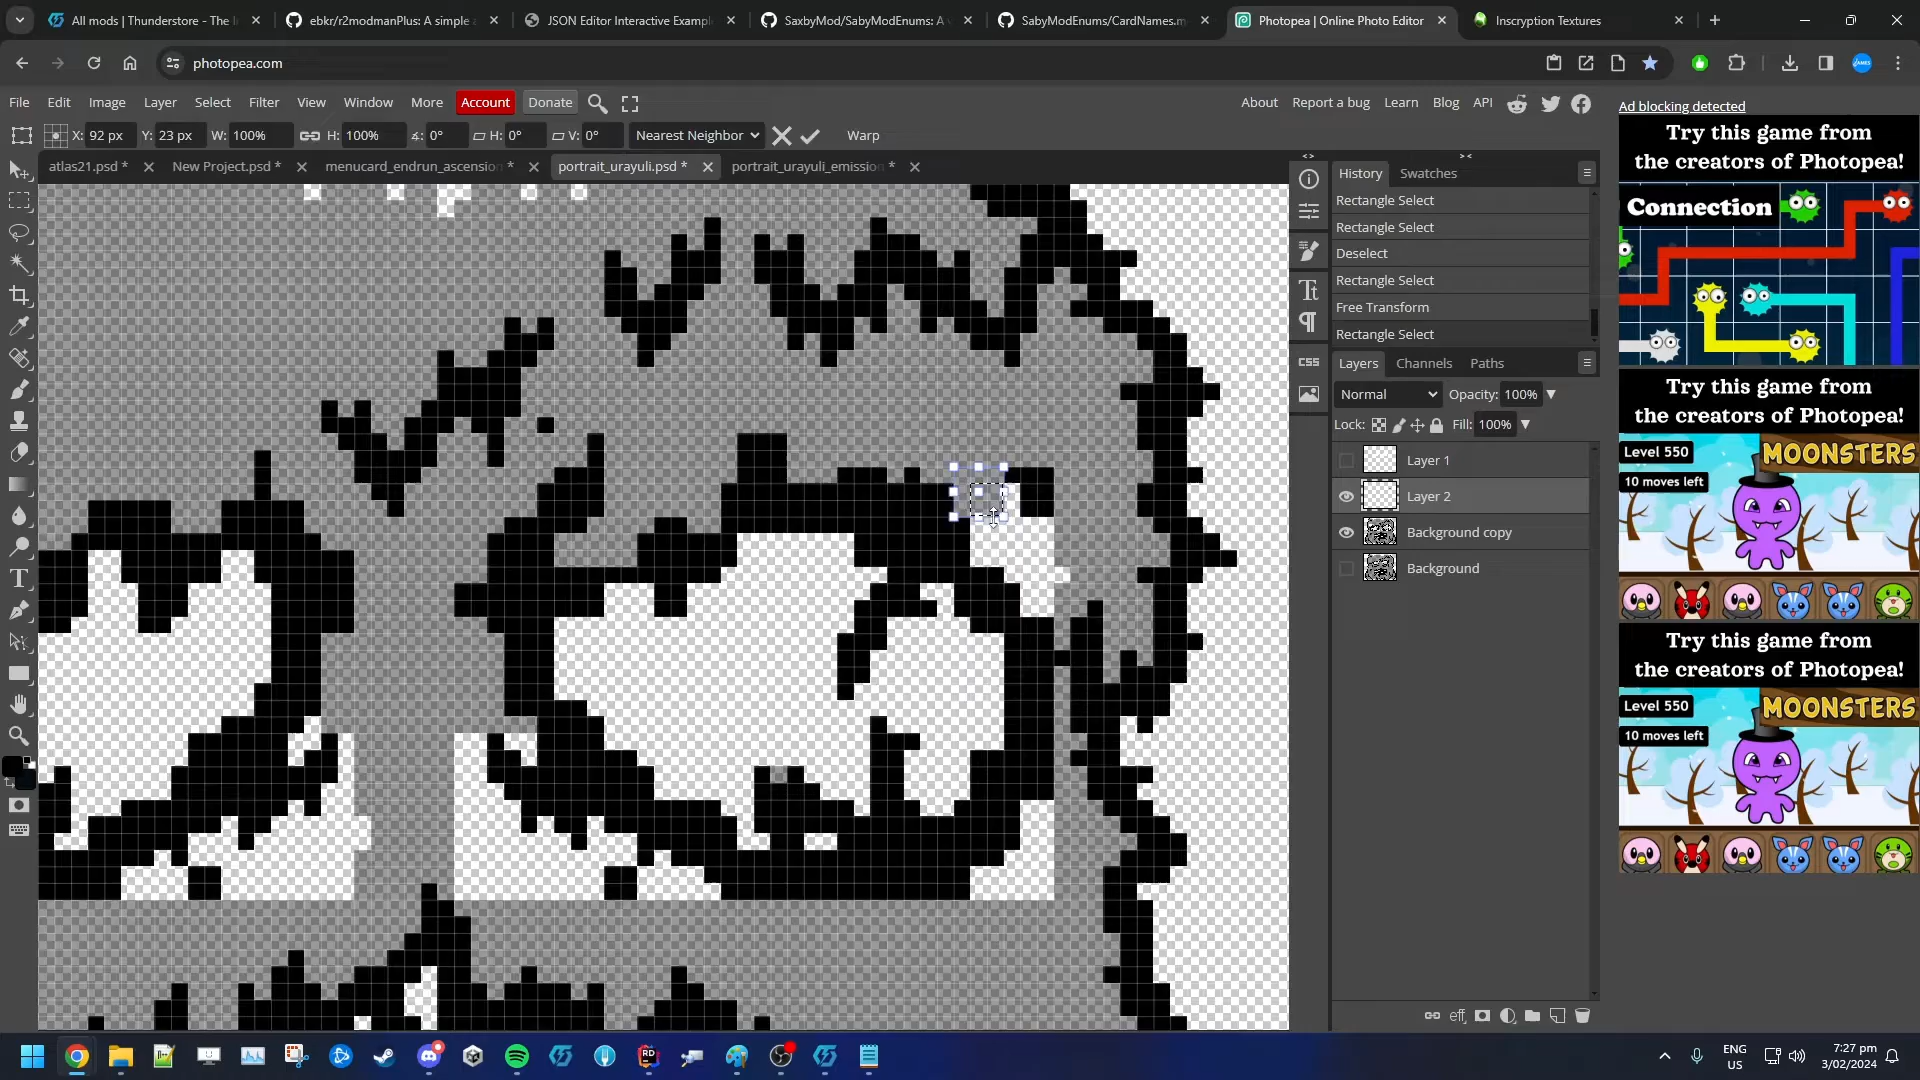 All mods | Thunderstore - The I
ebkr/r2modmanPlus: A simple a
JSON Editor Interactive Exampl
SaxbyMod/SabyModEnums: A v
SabyModEnums/CardNames.m
Photopea | Online Photo Editor
Inscryption Textures
photopea.com
File Edit Image Layer Select Filter View Window More Account Donate
About Report a bug Learn Blog API
Ad blocking detected
X: 92 px Y: 23 px W: 100% H: 100% 0° H: 0° V: 0° Nearest Neighbor Warp
atlas21.psd * New Project.psd * menucard_endrun_ascension * portrait_urayuli.psd * portrait_urayuli_emission *
History Swatches
Rectangle Select
Rectangle Select
Deselect
Rectangle Select
Free Transform
Rectangle Select
Layers Channels Paths
Normal Opacity: 100%
Lock: Fill: 100%
Layer 1
Layer 2
Background copy
Background
CSS
eff
Try this game from
the creators of Photopea!
Connection
Try this game from
the creators of Photopea!
Level 550
MOONSTERS
10 moves left
Try this game from
the creators of Photopea!
Level 550
MOONSTERS
10 moves left
ENG
US
7:27 pm
3/02/2024